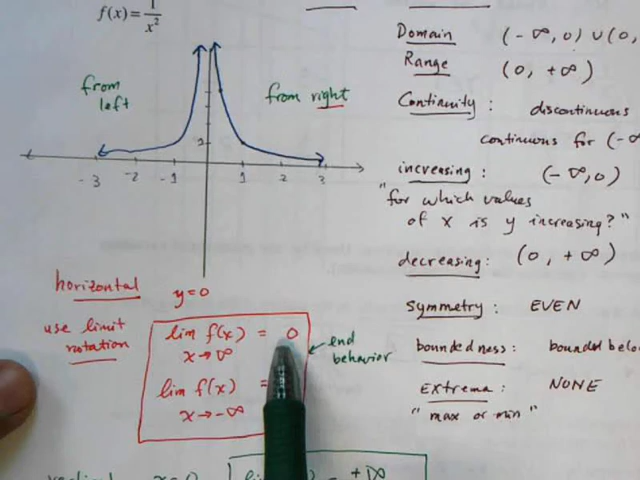 f(x) = 1/x²
from left
from right
1
-3 -2 -1 1 2 3
horizontal y=0
use limit notation
lim f(x) = 0
x→∞
lim f(x) =
x→-∞
end behavior
x=0
= +∞
Domain (-∞, 0) ∪ (0,
Range (0, +∞)
Continuity: discontinuous
continuous for (-∞
increasing: (-∞, 0)
"for which values
of x is y increasing?"
decreasing: (0, +∞)
symmetry: EVEN
boundedness: bounded below
Extrema: NONE
"max or min"